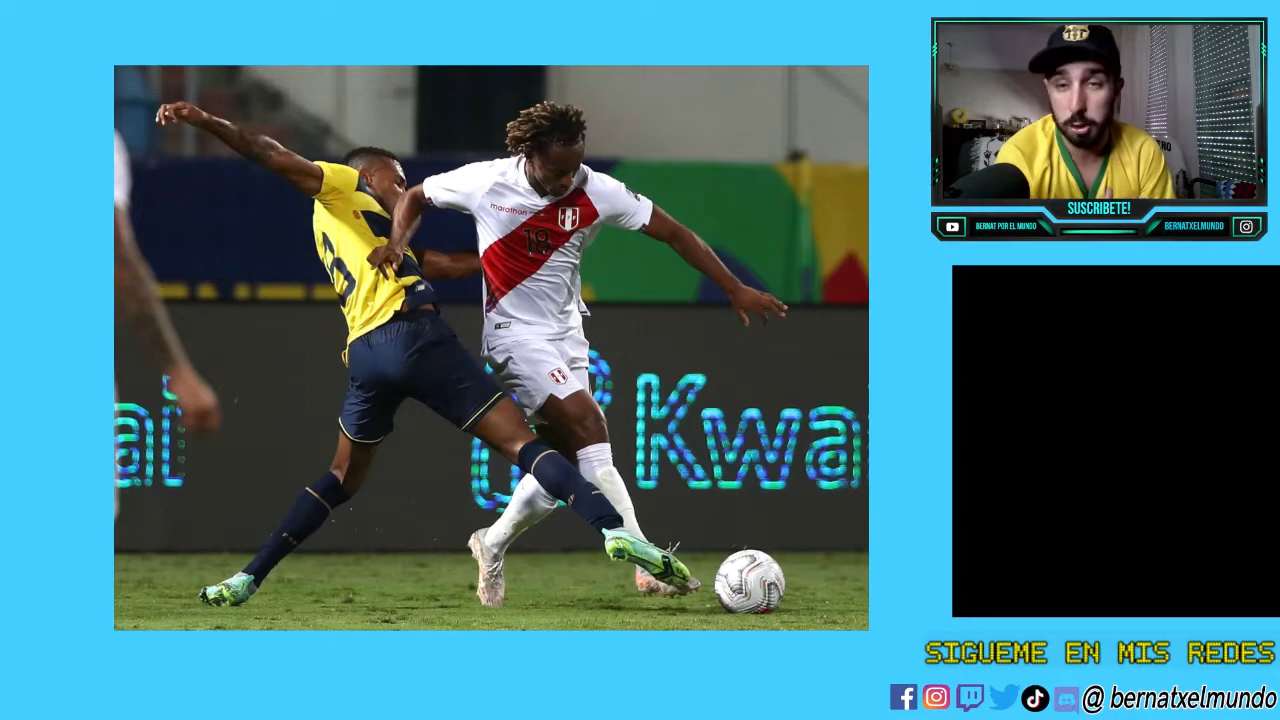 marathon
18
Kwai
SUSCRIBETE!
BERNAT POR EL MUNDO
BERNATXELMUNDO
SIGUEME EN MIS REDES
@ bernatxelmundo